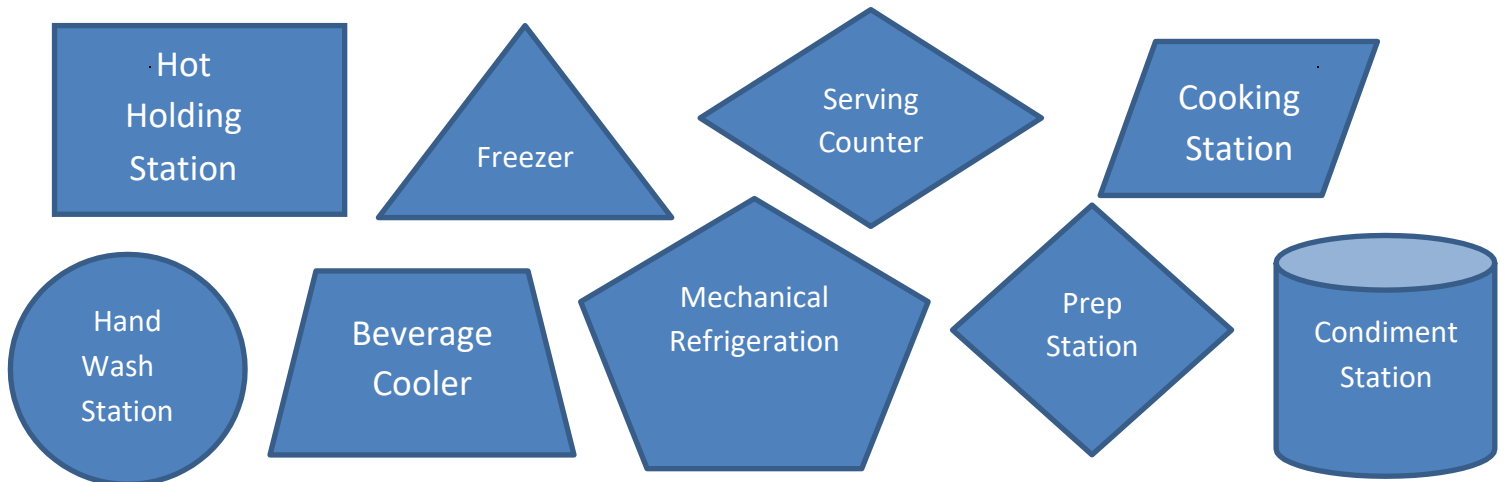 Hot
Holding
Station
Freezer
Serving
Counter
Cooking
Station
Hand
Wash
Station
Beverage
Cooler
Mechanical
Refrigeration
Prep
Station
Condiment
Station